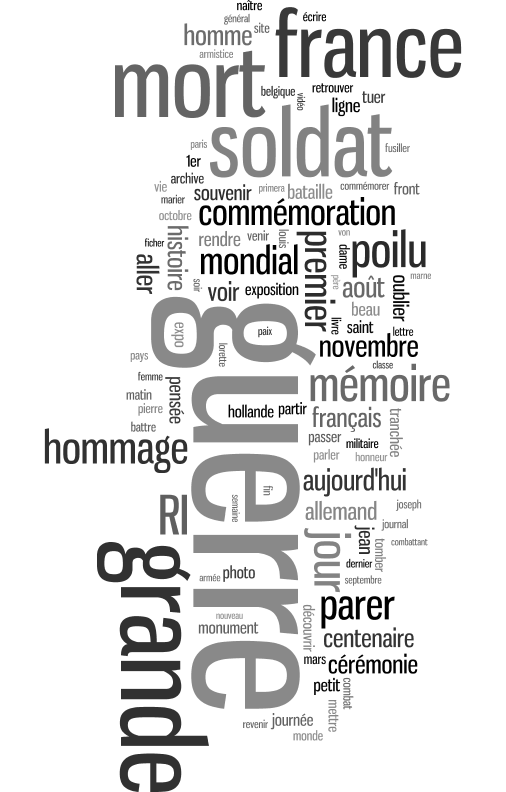 naître
général
écrire
homme
site
france
armistice
mort
belgique
vidéo
retrouver
ligne
tuer
soldat
paris
fusiller
1er
archive
vie
souvenir
primera
bataille
commémorer
front
marier
octobre
commémoration
histoire
rendre
venir
louis
premier
von
dame
poilu
ficher
aller
mondial
soir
voir
exposition
père
août
oublier
marne
beau
guerre
expo
paix
lorette
livre
saint
lettre
novembre
pays
classe
femme
pensée
mémoire
matin
pierre
hollande
partir
français
tranchée
battre
passer
militaire
hommage
parler
honneur
aujourd'hui
fin
semaine
RI
allemand
joseph
jour
jean
journal
tomber
combattant
grande
dernier
armée
photo
septembre
parer
nouveau
découvrir
monument
centenaire
mars
cérémonie
petit
combat
mettre
revenir
journée
monde